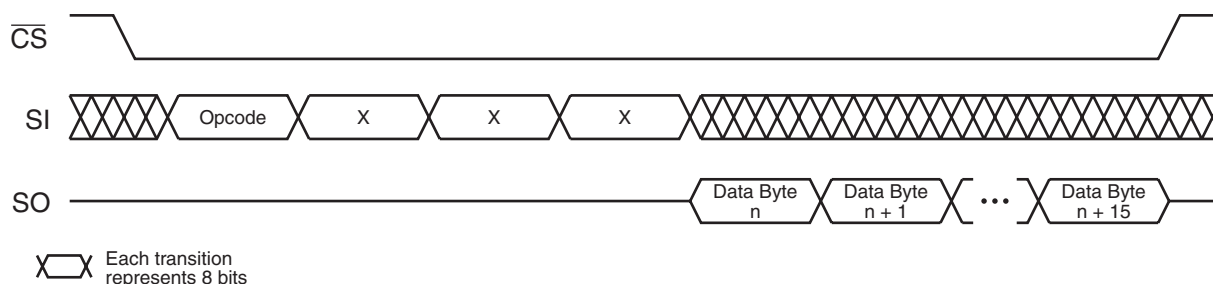 CS
SI
Opcode
X
X
X
SO
Data Byte
n
Data Byte
n + 1
•••
Data Byte
n + 15
Each transition
represents 8 bits